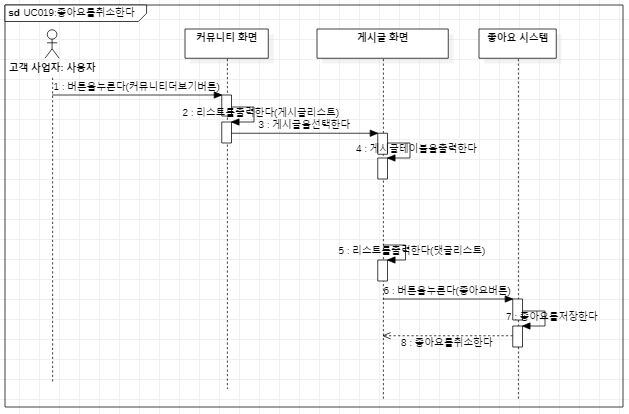 sd UC019:좋아요를취소한다
커뮤니티 화면
게시글 화면
좋아요 시스템
고객 사업자: 사용자
1 : 버튼을누른다(커뮤니티더보기버튼)
2 : 리스트를출력한다(게시글리스트)
3 : 게시글을선택한다
4 : 게시글테이블을출력한다
5 : 리스트를출력한다(댓글리스트)
6 : 버튼을누른다(좋아요버튼)
7 : 좋아요를저장한다
8 : 좋아요를취소한다